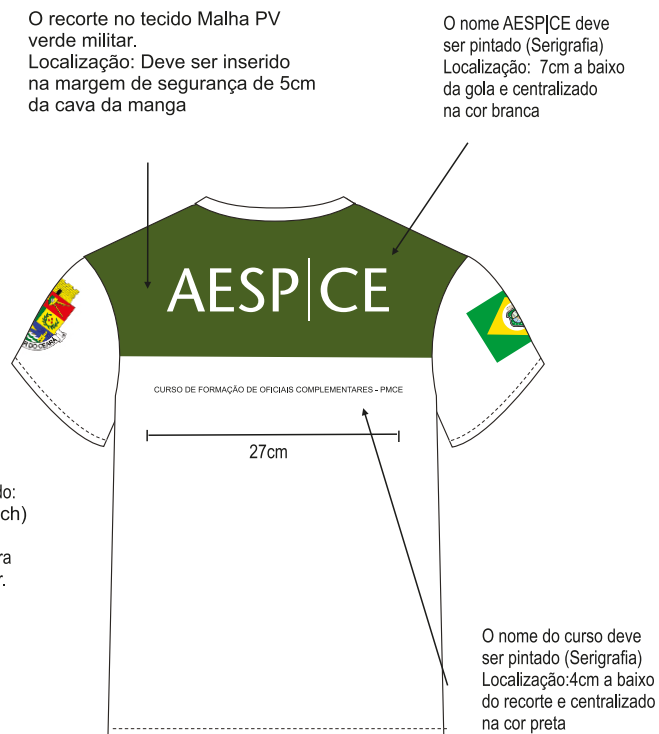 O recorte no tecido Malha PV
verde militar.
Localização: Deve ser inserido
na margem de segurança de 5cm
da cava da manga
O nome AESP|CE deve
ser pintado (Serigrafia)
Localização: 7cm a baixo
da gola e centralizado
na cor branca
AESP|CE
DO CEARÁ
CURSO DE FORMAÇÃO DE OFICIAIS COMPLEMENTARES - PMCE
27cm
do:
ch)
ra
r.
O nome do curso deve
ser pintado (Serigrafia)
Localização:4cm a baixo
do recorte e centralizado
na cor preta